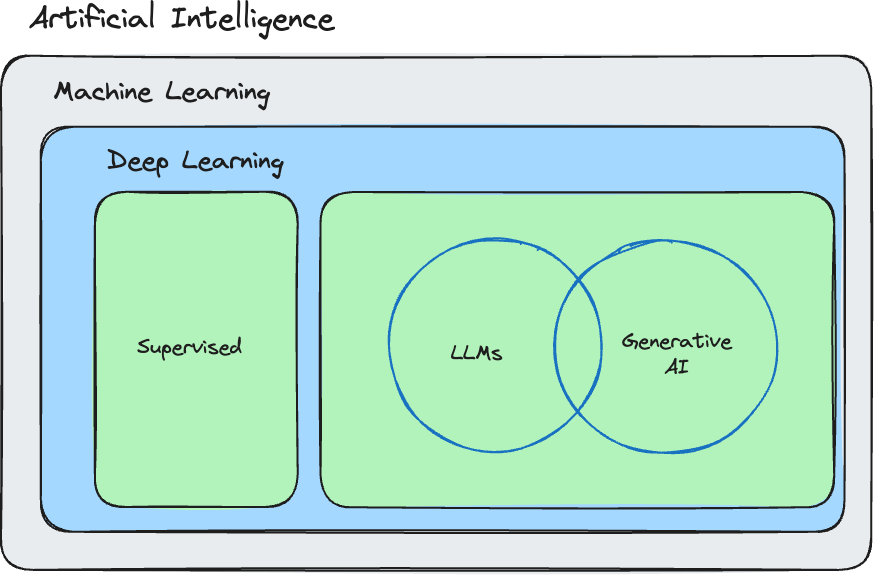 Artificial Intelligence
Machine Learning
Deep Learning
Supervised
LLMs
Generative
AI